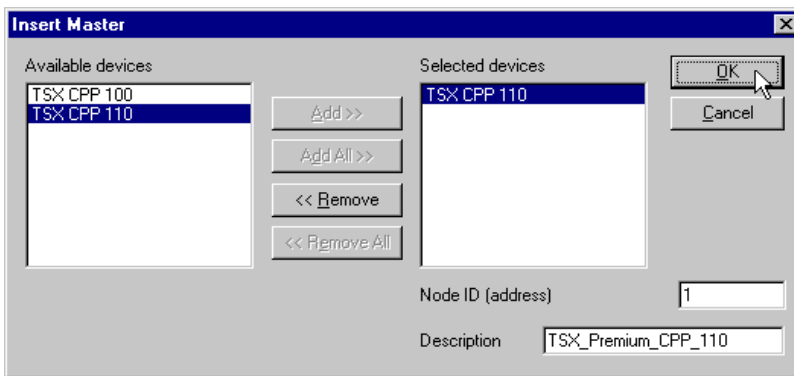 Insert Master
Available devices
TSX CPP 100
TSX CPP 110
Add >>
Add All >>
<< Remove
<< Remove All
Selected devices
TSX CPP 110
OK
Cancel
Node ID (address)
1
Description
TSX_Premium_CPP_110